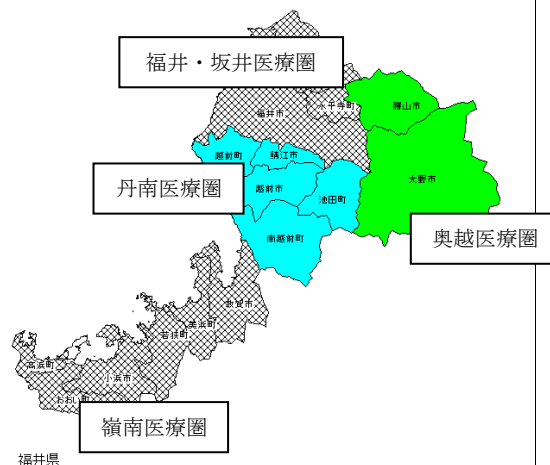 福井・坂井医療圏
永平寺町
勝山市
福井市
越前町
鯖江市
丹南医療圏
越前市
池田町
大野市
南越前町
奥越医療圏
敦賀市
美浜町
若狭町
高浜町
小浜市
おおい町
嶺南医療圏
福井県